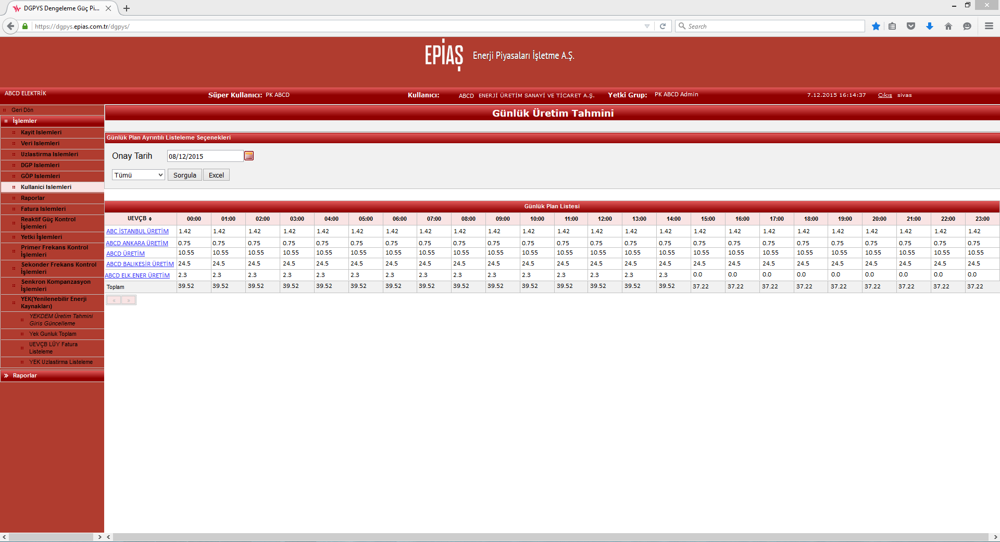 DGPYS Dengeleme Güç Pi...
https://dgpys.epias.com.tr/dgpys/
Search
EPİAŞ Enerji Piyasaları İşletme A.Ş.
ABCD ELEKTRİK Süper Kullanıcı: PK ABCD Kullanıcı: ABCD ENERJİ ÜRETİM SANAYİ VE TİCARET A.Ş. Yetki Grup: PK ABCD Admin 7.12.2015 16:14:37 Çıkış sivas
Geri Dön
İşlemler
Kayit Islemleri
Veri Islemleri
Uzlastirma Islemleri
DGP Islemleri
GÖP Islemleri
Kullanici Islemleri
Raporlar
Fatura Islemleri
Reaktif Güç Kontrol
İşlemleri
Yetki İşlemleri
Primer Frekans Kontrol
İşlemleri
Sekonder Frekans Kontrol
İşlemleri
Senkron Kompanzasyon
İşlemleri
YEK(Yenilenebilir Enerji
Kaynakları)
YEKDEM Üretim Tahmini
Giris Güncelleme
Yek Gunluk Toplam
UEVÇB LÜY Fatura
Listeleme
YEK Uzlastirma Listeleme
Raporlar
Günlük Üretim Tahmini
Günlük Plan Ayrıntılı Listeleme Seçenekleri
Onay Tarih 08/12/2015
Tümü Sorgula Excel
Günlük Plan Listesi
UEVÇB 00:00 01:00 02:00 03:00 04:00 05:00 06:00 07:00 08:00 09:00 10:00 11:00 12:00 13:00 14:00 15:00 16:00 17:00 18:00 19:00 20:00 21:00 22:00 23:00
ABC İSTANBUL ÜRETİM 1.42 1.42 1.42 1.42 1.42 1.42 1.42 1.42 1.42 1.42 1.42 1.42 1.42 1.42 1.42 1.42 1.42 1.42 1.42 1.42 1.42 1.42 1.42 1.42
ABCD ANKARA ÜRETİM 0.75 0.75 0.75 0.75 0.75 0.75 0.75 0.75 0.75 0.75 0.75 0.75 0.75 0.75 0.75 0.75 0.75 0.75 0.75 0.75 0.75 0.75 0.75 0.75
ABCD ÜRETİM 10.55 10.55 10.55 10.55 10.55 10.55 10.55 10.55 10.55 10.55 10.55 10.55 10.55 10.55 10.55 10.55 10.55 10.55 10.55 10.55 10.55 10.55 10.55 10.55
ABCD BALIKESİR ÜRETİM 24.5 24.5 24.5 24.5 24.5 24.5 24.5 24.5 24.5 24.5 24.5 24.5 24.5 24.5 24.5 24.5 24.5 24.5 24.5 24.5 24.5 24.5 24.5 24.5
ABCD ELK.ENER ÜRETİM 2.3 2.3 2.3 2.3 2.3 2.3 2.3 2.3 2.3 2.3 2.3 2.3 2.3 2.3 2.3 0.0 0.0 0.0 0.0 0.0 0.0 0.0 0.0 0.0
Toplam 39.52 39.52 39.52 39.52 39.52 39.52 39.52 39.52 39.52 39.52 39.52 39.52 39.52 39.52 39.52 37.22 37.22 37.22 37.22 37.22 37.22 37.22 37.22 37.22
« »